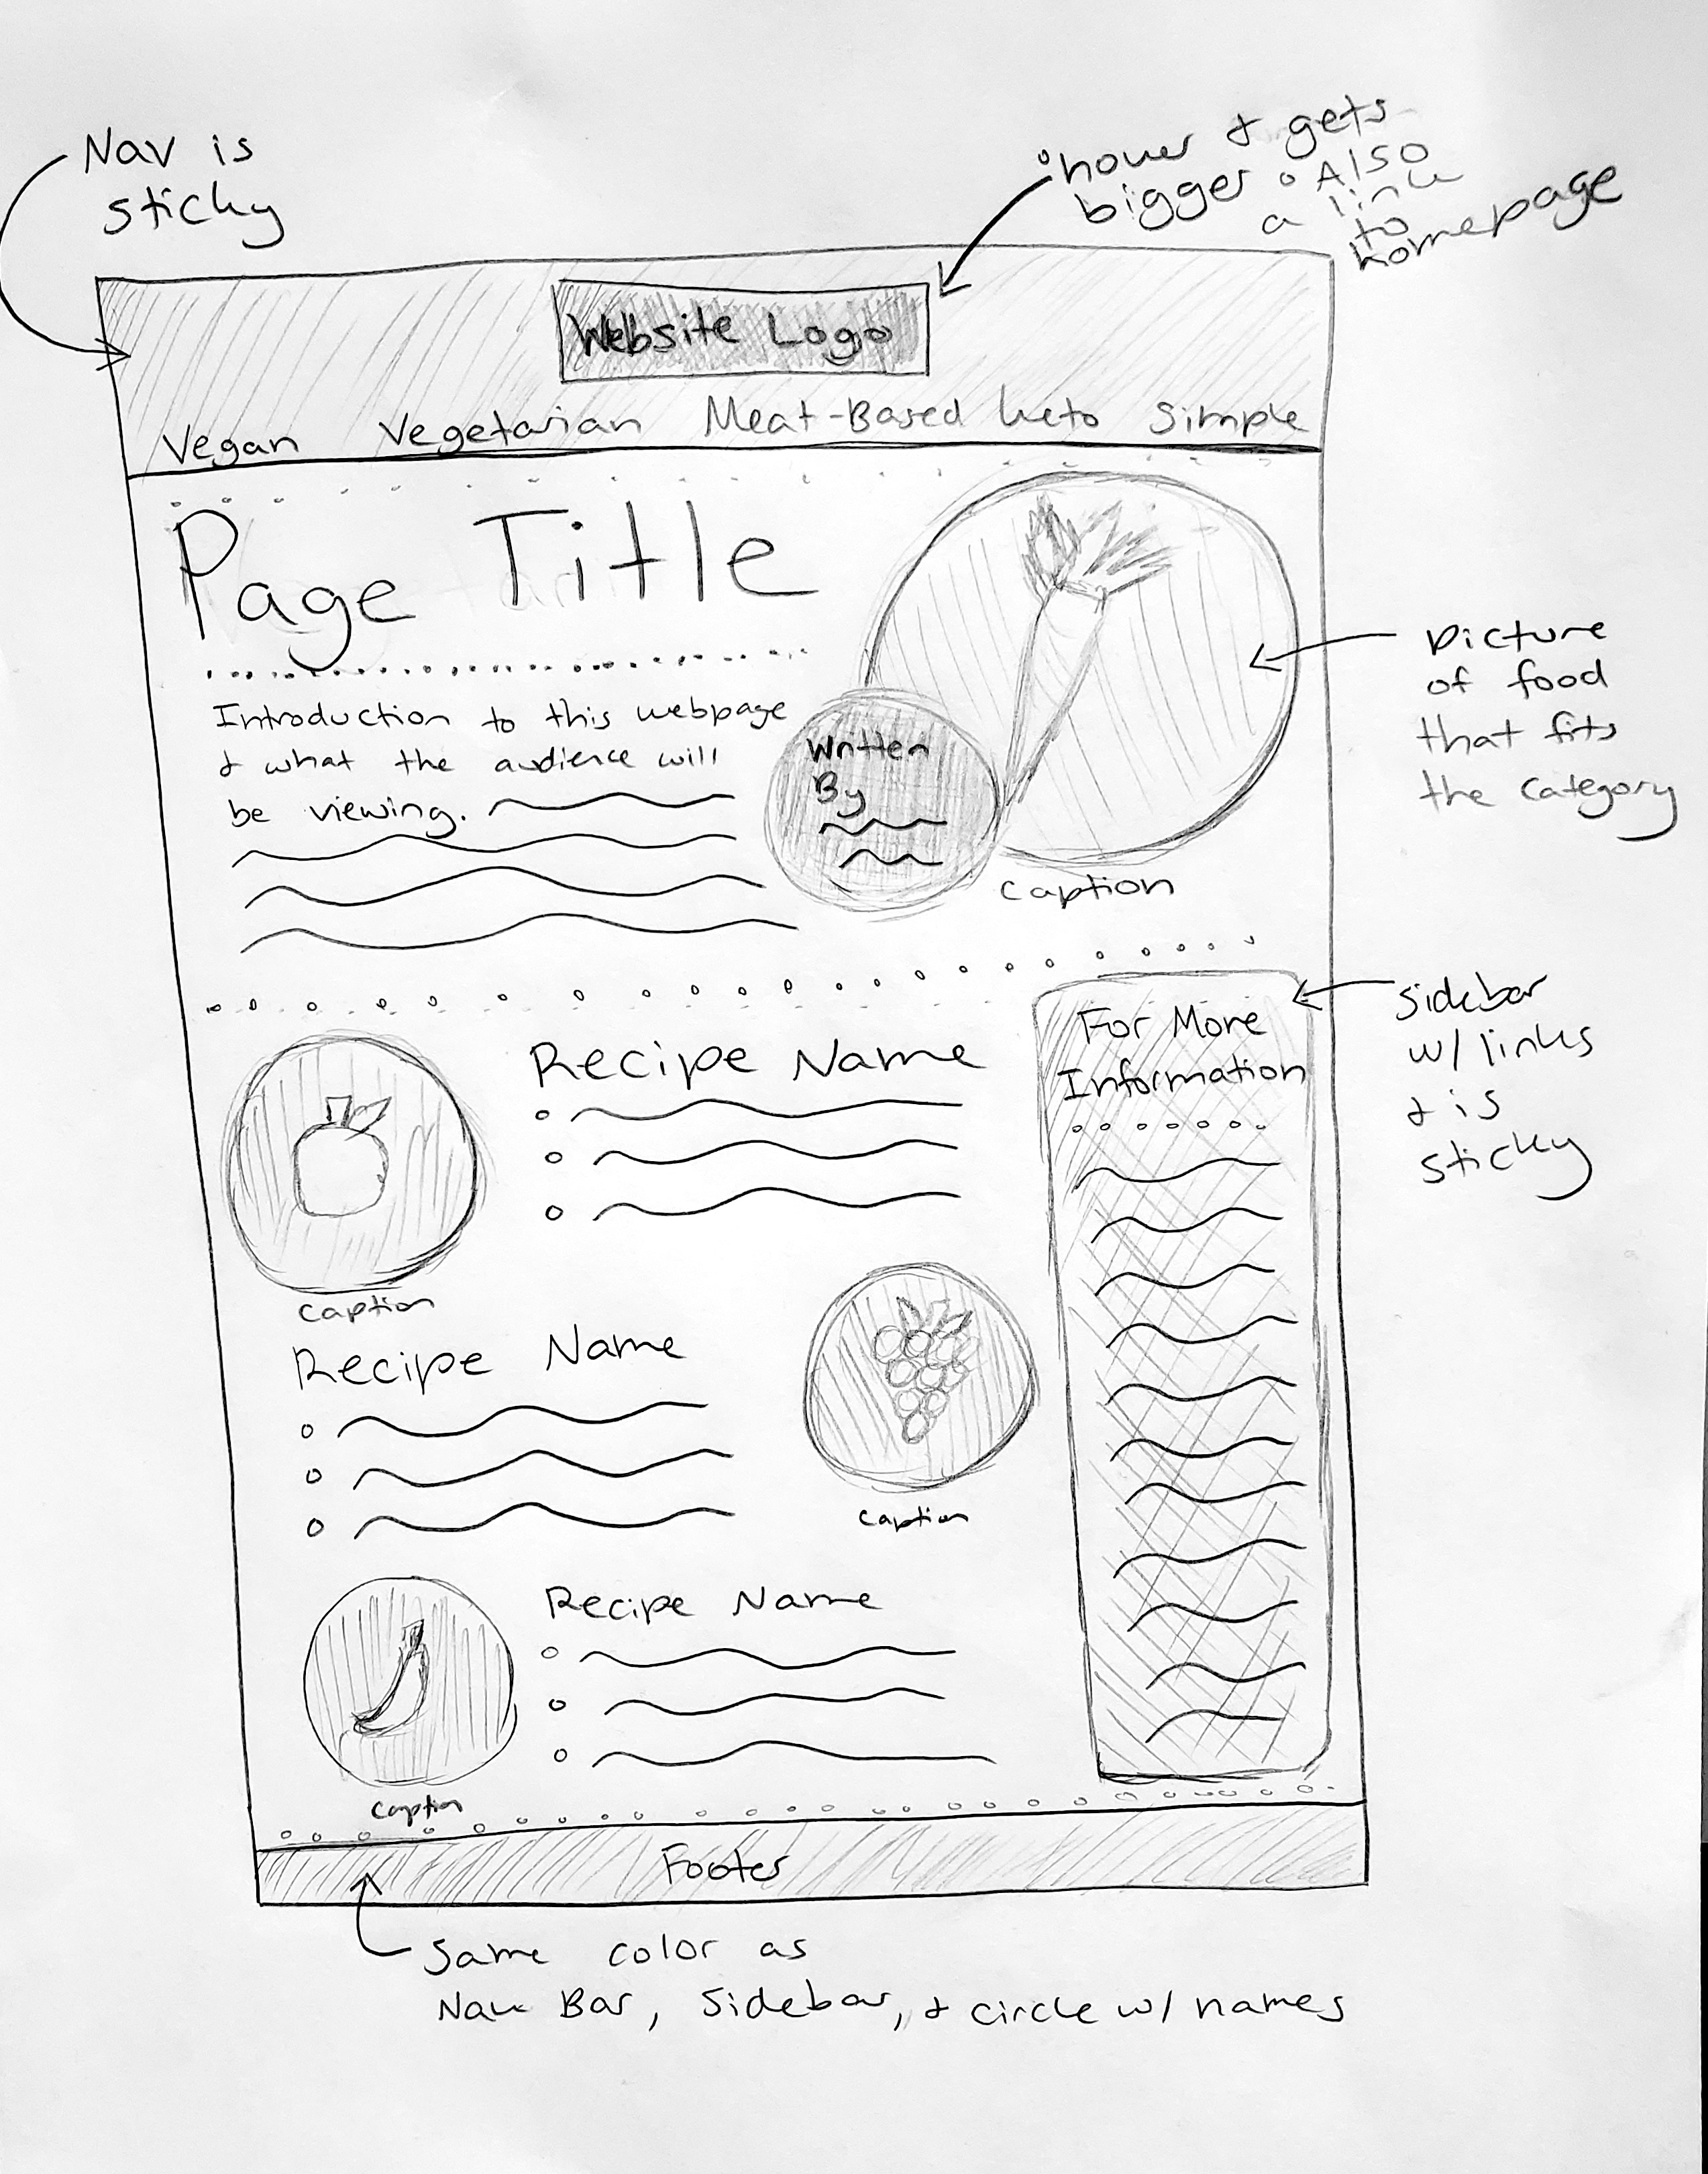 Nav is
sticky
hover & gets
bigger • Also
a link
to
homepage
Website Logo
Vegan Vegetarian Meat-Based Keto Simple
Page Title
Introduction to this webpage
& what the audience will
be viewing.
Written
By
Caption
Picture
of food
that fits
the category
Sidebar
w/ links
& is
sticky
For More
Information
Recipe Name
Caption
Recipe Name
Caption
Recipe Name
Caption
Footer
Same color as
Nav Bar, Sidebar, & circle w/ names